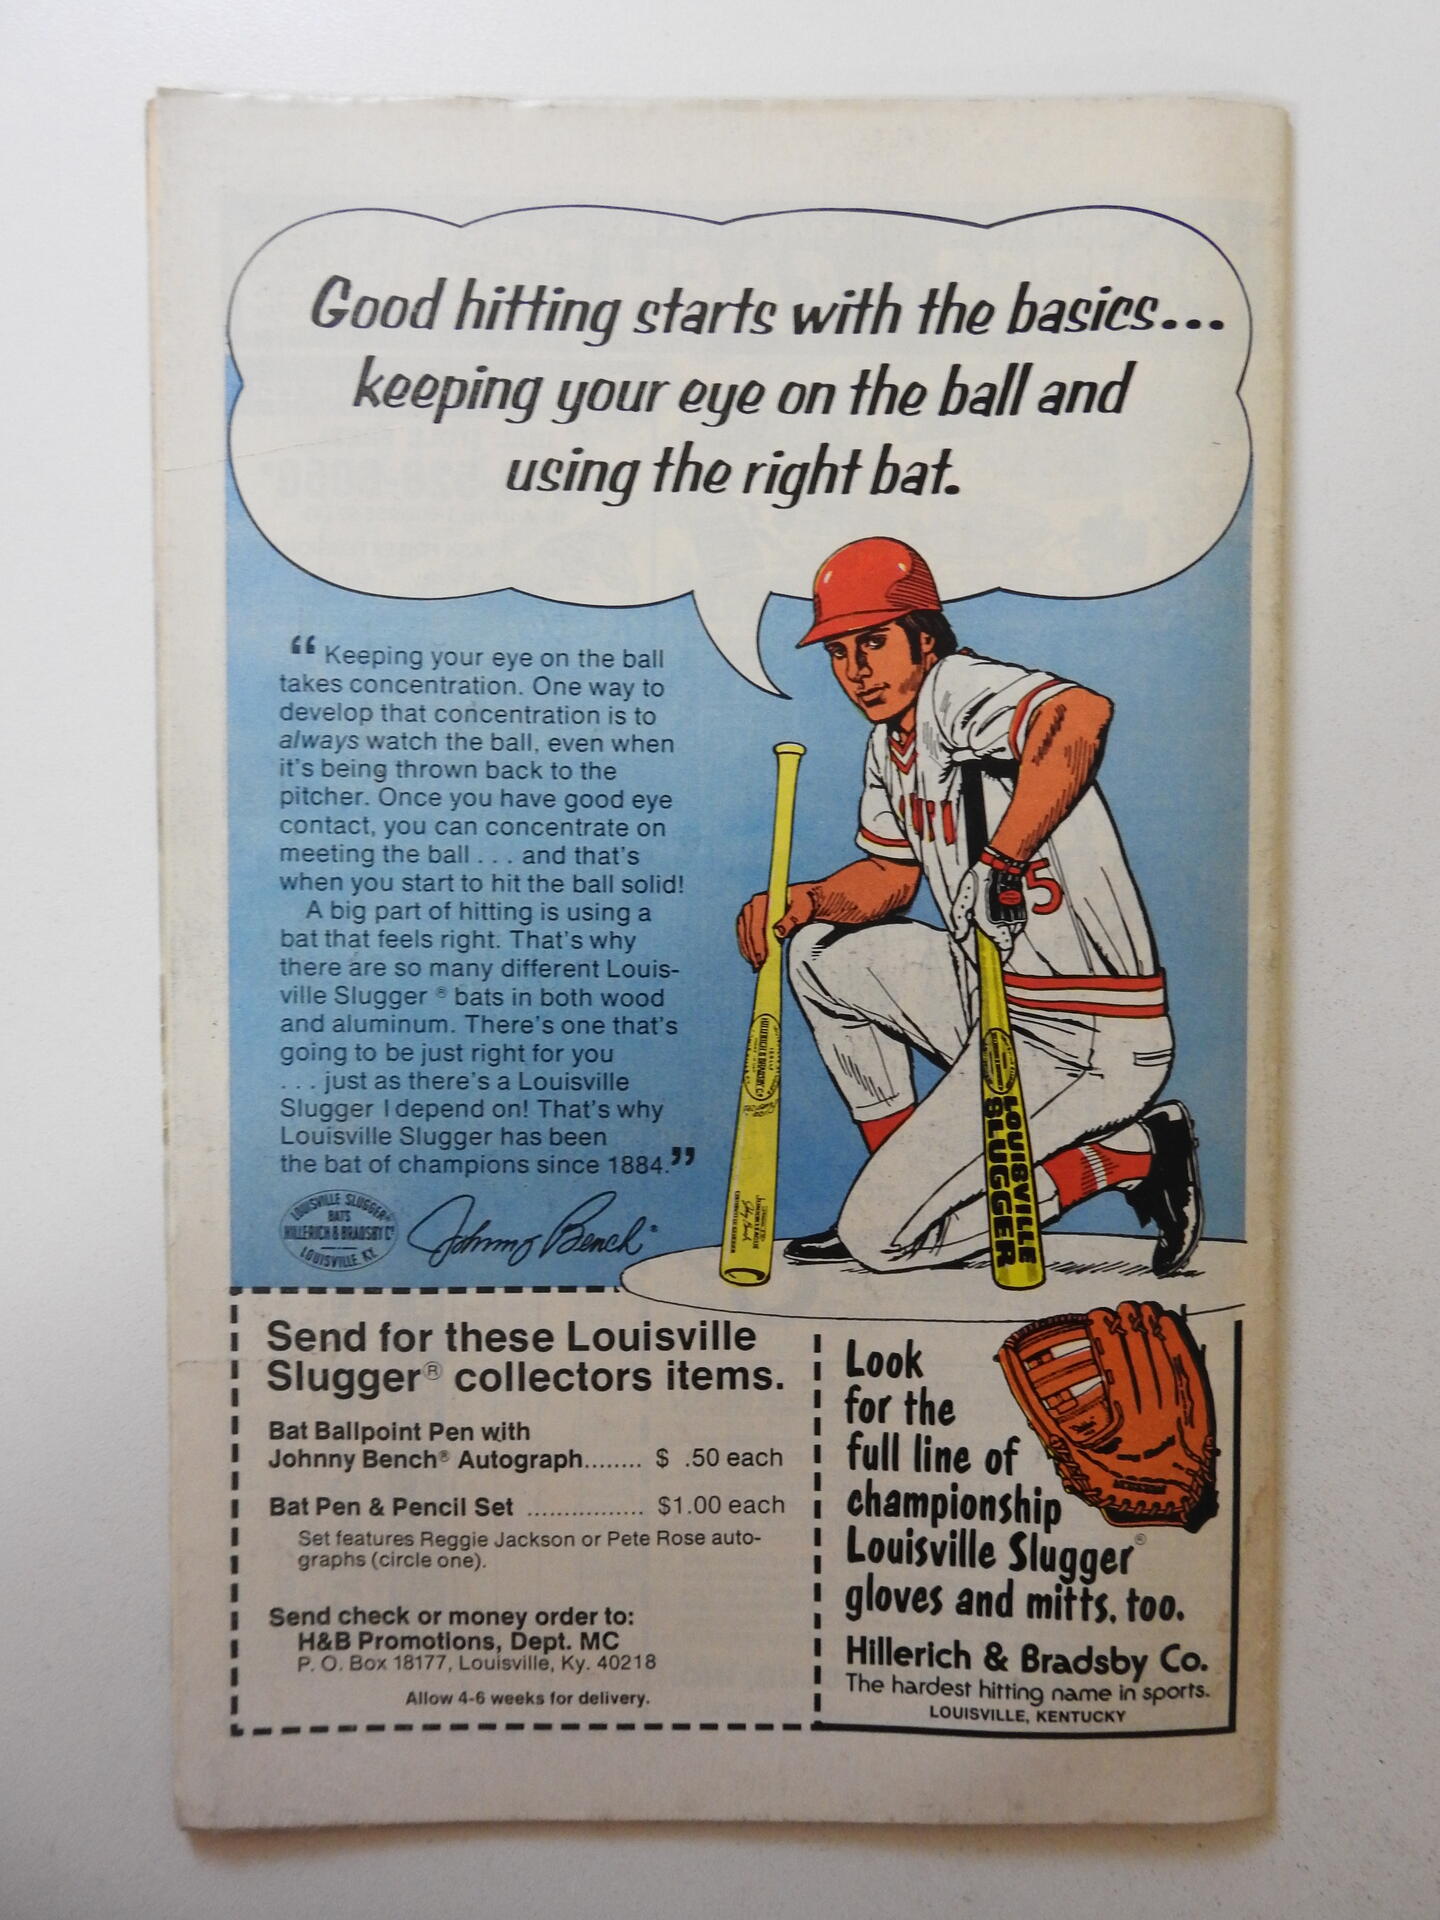 Good hitting starts with the basics...
keeping your eye on the ball and
using the right bat.
“Keeping your eye on the ball
takes concentration. One way to
develop that concentration is to
always watch the ball, even when
it's being thrown back to the
pitcher. Once you have good eye
contact, you can concentrate on
meeting the ball . . . and that's
when you start to hit the ball solid!
A big part of hitting is using a
bat that feels right. That's why
there are so many different Louis-
ville Slugger ® bats in both wood
and aluminum. There's one that's
going to be just right for you
. . . just as there's a Louisville
Slugger I depend on! That's why
Louisville Slugger has been
the bat of champions since 1884.”
LOUISVILLE SLUGGER®
BATS
HILLERICH & BRADSBY Cº
LOUISVILLE, KY.
Johnny Bench®
5
HILLERICH & BRADSBY Cº
LOUISVILLE
SLUGGER
Send for these Louisville
Slugger® collectors items.
Bat Ballpoint Pen with
Johnny Bench® Autograph........ $ .50 each
Bat Pen & Pencil Set ................ $1.00 each
Set features Reggie Jackson or Pete Rose auto-
graphs (circle one).
Send check or money order to:
H&B Promotions, Dept. MC
P. O. Box 18177, Louisville, Ky. 40218
Allow 4-6 weeks for delivery.
Look
for the
full line of
championship
Louisville Slugger®
gloves and mitts, too.
Hillerich & Bradsby Co.
The hardest hitting name in sports.
LOUISVILLE, KENTUCKY